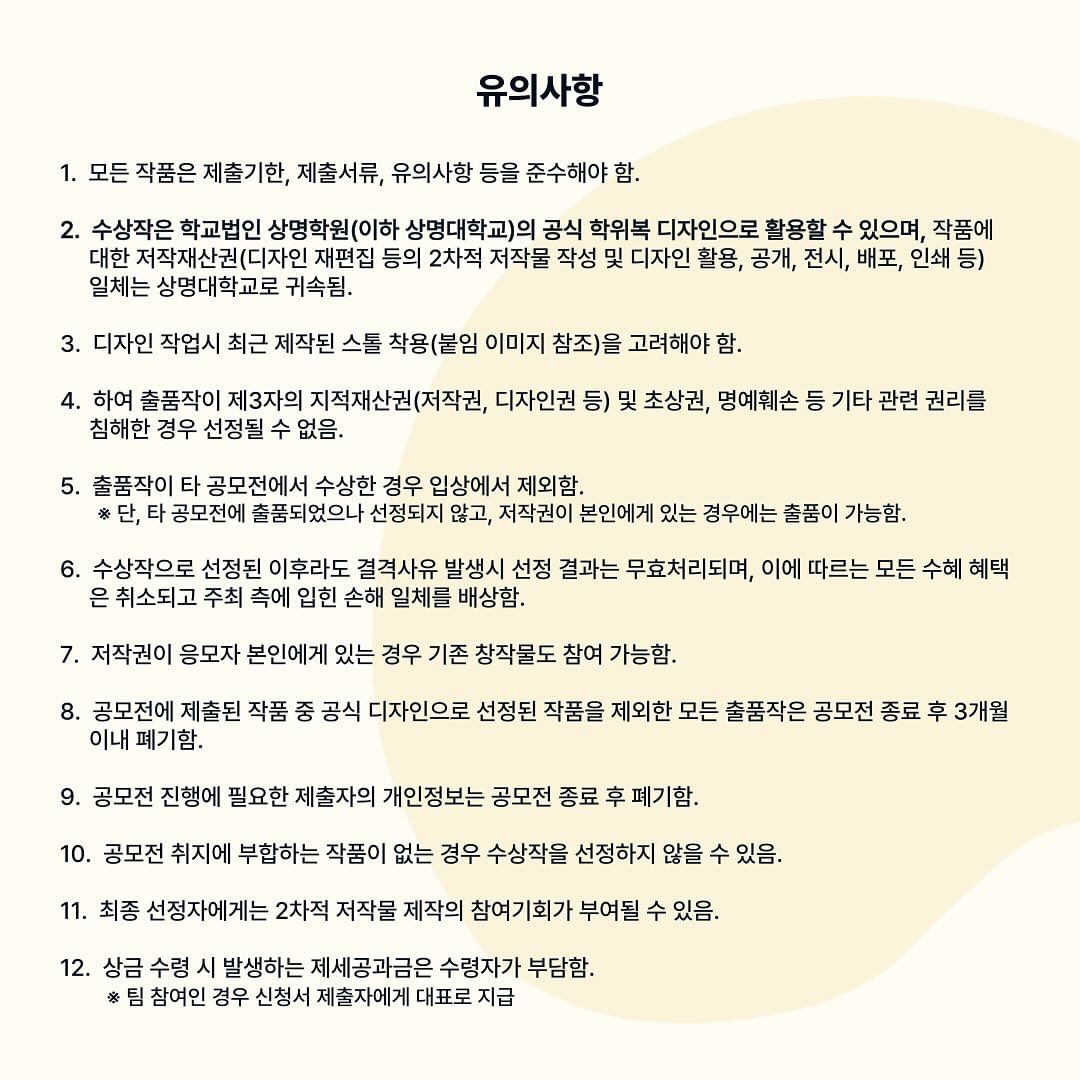 유의사항
1. 모든 작품은 제출기한, 제출서류, 유의사항 등을 준수해야 함.
2. 수상작은 학교법인 상명학원(이하 상명대학교)의 공식 학위복 디자인으로 활용할 수 있으며, 작품에
대한 저작재산권(디자인 재편집 등의 2차적 저작물 작성 및 디자인 활용, 공개, 전시, 배포, 인쇄 등)
일체는 상명대학교로 귀속됨.
3. 디자인 작업시 최근 제작된 스톨 착용(붙임 이미지 참조)을 고려해야 함.
4. 하여 출품작이 제3자의 지적재산권(저작권, 디자인권 등) 및 초상권, 명예훼손 등 기타 관련 권리를
침해한 경우 선정될 수 없음.
5. 출품작이 타 공모전에서 수상한 경우 입상에서 제외함.
※ 단, 타 공모전에 출품되었으나 선정되지 않고, 저작권이 본인에게 있는 경우에는 출품이 가능함.
6. 수상작으로 선정된 이후라도 결격사유 발생시 선정 결과는 무효처리되며, 이에 따르는 모든 수혜 혜택
은 취소되고 주최 측에 입힌 손해 일체를 배상함.
7. 저작권이 응모자 본인에게 있는 경우 기존 창작물도 참여 가능함.
8. 공모전에 제출된 작품 중 공식 디자인으로 선정된 작품을 제외한 모든 출품작은 공모전 종료 후 3개월
이내 폐기함.
9. 공모전 진행에 필요한 제출자의 개인정보는 공모전 종료 후 폐기함.
10. 공모전 취지에 부합하는 작품이 없는 경우 수상작을 선정하지 않을 수 있음.
11. 최종 선정자에게는 2차적 저작물 제작의 참여기회가 부여될 수 있음.
12. 상금 수령 시 발생하는 제세공과금은 수령자가 부담함.
※ 팀 참여인 경우 신청서 제출자에게 대표로 지급